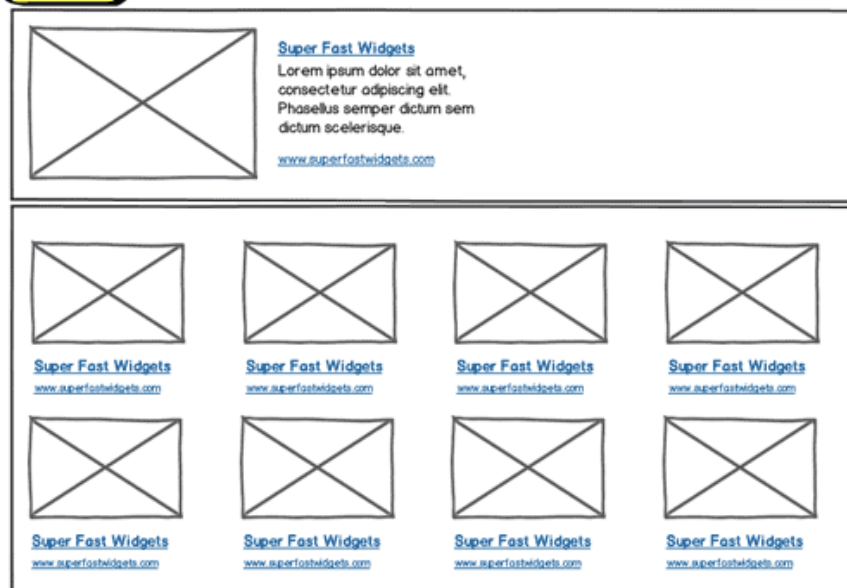 Super Fast Widgets
Lorem ipsum dolor sit amet,
consectetur adipiscing elit.
Phasellus semper dictum sem
dictum scelerisque.
www.superfastwidgets.com
Super Fast Widgets
www.superfastwidgets.com
Super Fast Widgets
www.superfastwidgets.com
Super Fast Widgets
www.superfastwidgets.com
Super Fast Widgets
www.superfastwidgets.com
Super Fast Widgets
www.superfastwidgets.com
Super Fast Widgets
www.superfastwidgets.com
Super Fast Widgets
www.superfastwidgets.com
Super Fast Widgets
www.superfastwidgets.com